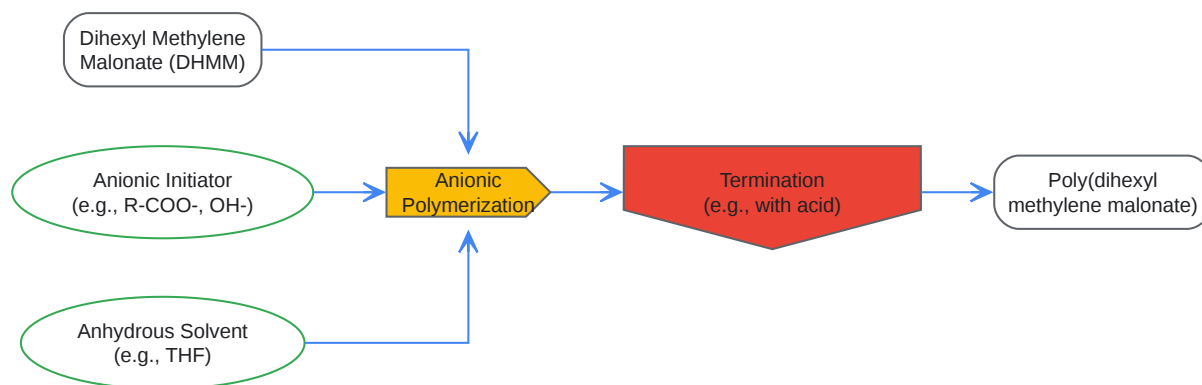 Dihexyl Methylene
Malonate (DHMM)
Anionic Initiator
(e.g., R-COO-, OH-)
Anionic
Polymerization
Termination
(e.g., with acid)
Poly(dihexyl
methylene malonate)
Anhydrous Solvent
(e.g., THF)